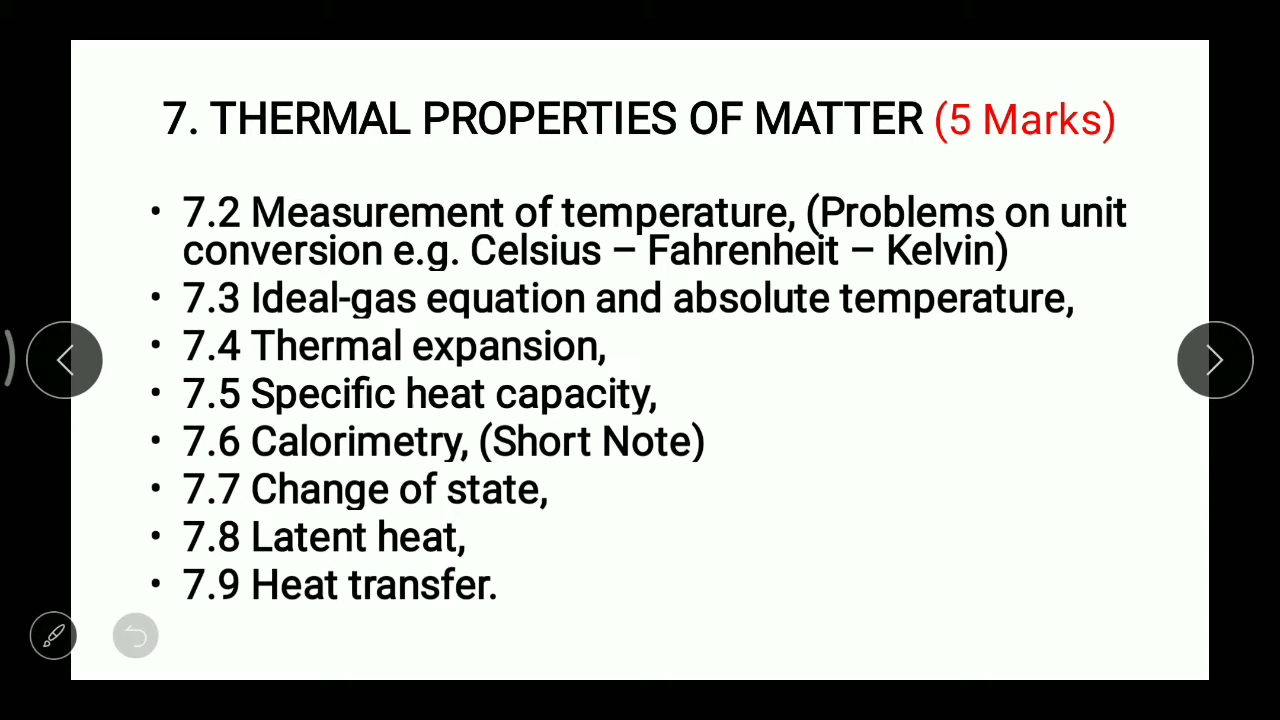 7. THERMAL PROPERTIES OF MATTER (5 Marks)
• 7.2 Measurement of temperature, (Problems on unit
conversion e.g. Celsius – Fahrenheit – Kelvin)
• 7.3 Ideal-gas equation and absolute temperature,
• 7.4 Thermal expansion,
• 7.5 Specific heat capacity,
• 7.6 Calorimetry, (Short Note)
• 7.7 Change of state,
• 7.8 Latent heat,
• 7.9 Heat transfer.